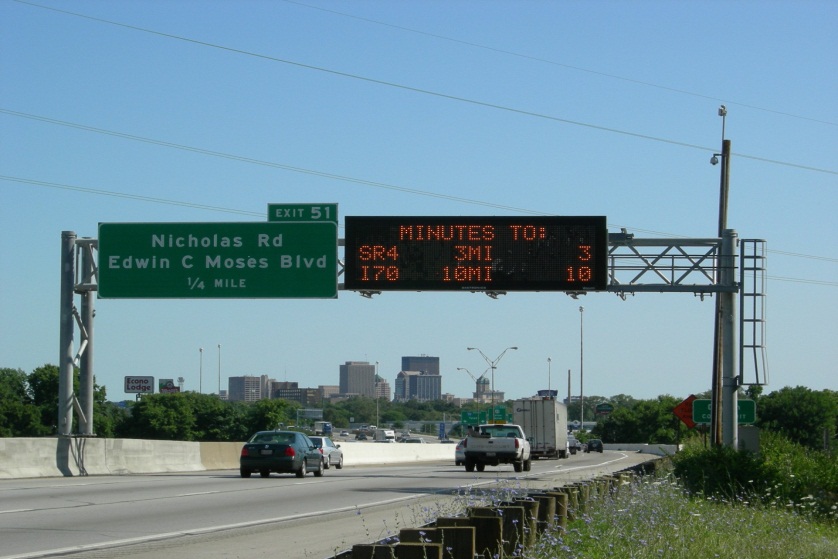 EXIT 51
Nicholas Rd
Edwin C Moses Blvd
1/4 MILE
MINUTES TO:
SR4 3MI 3
I70 10MI 10
Econo
Lodge